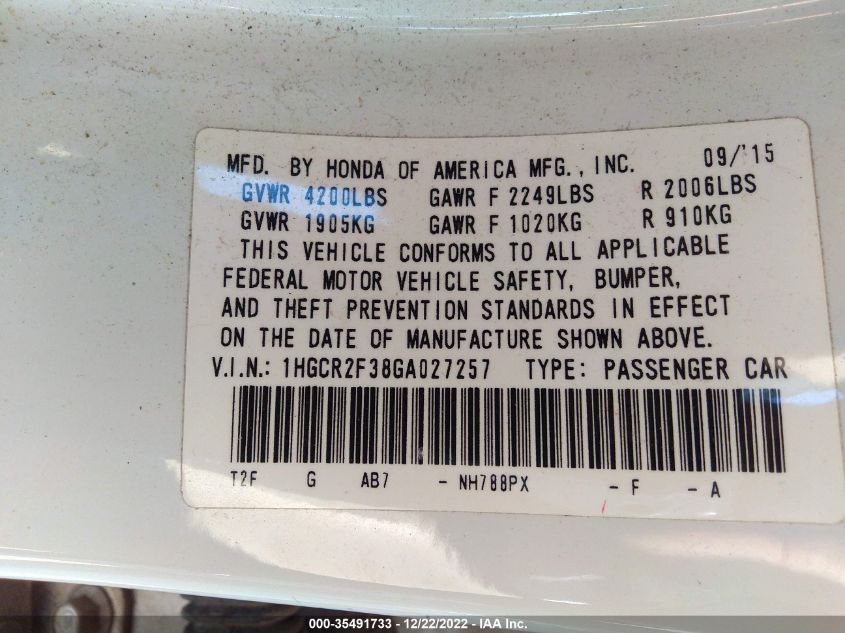 MFD. BY HONDA OF AMERICA MFG., INC. 09/'15
GVWR 4200LBS GAWR F 2249LBS R 2006LBS
GVWR 1905KG GAWR F 1020KG R 910KG
THIS VEHICLE CONFORMS TO ALL APPLICABLE
FEDERAL MOTOR VEHICLE SAFETY, BUMPER,
AND THEFT PREVENTION STANDARDS IN EFFECT
ON THE DATE OF MANUFACTURE SHOWN ABOVE.
V.I.N.: 1HGCR2F38GA027257 TYPE: PASSENGER CAR
T2F G AB7 - NH788PX - F - A
000-35491733 - 12/22/2022 - IAA Inc.